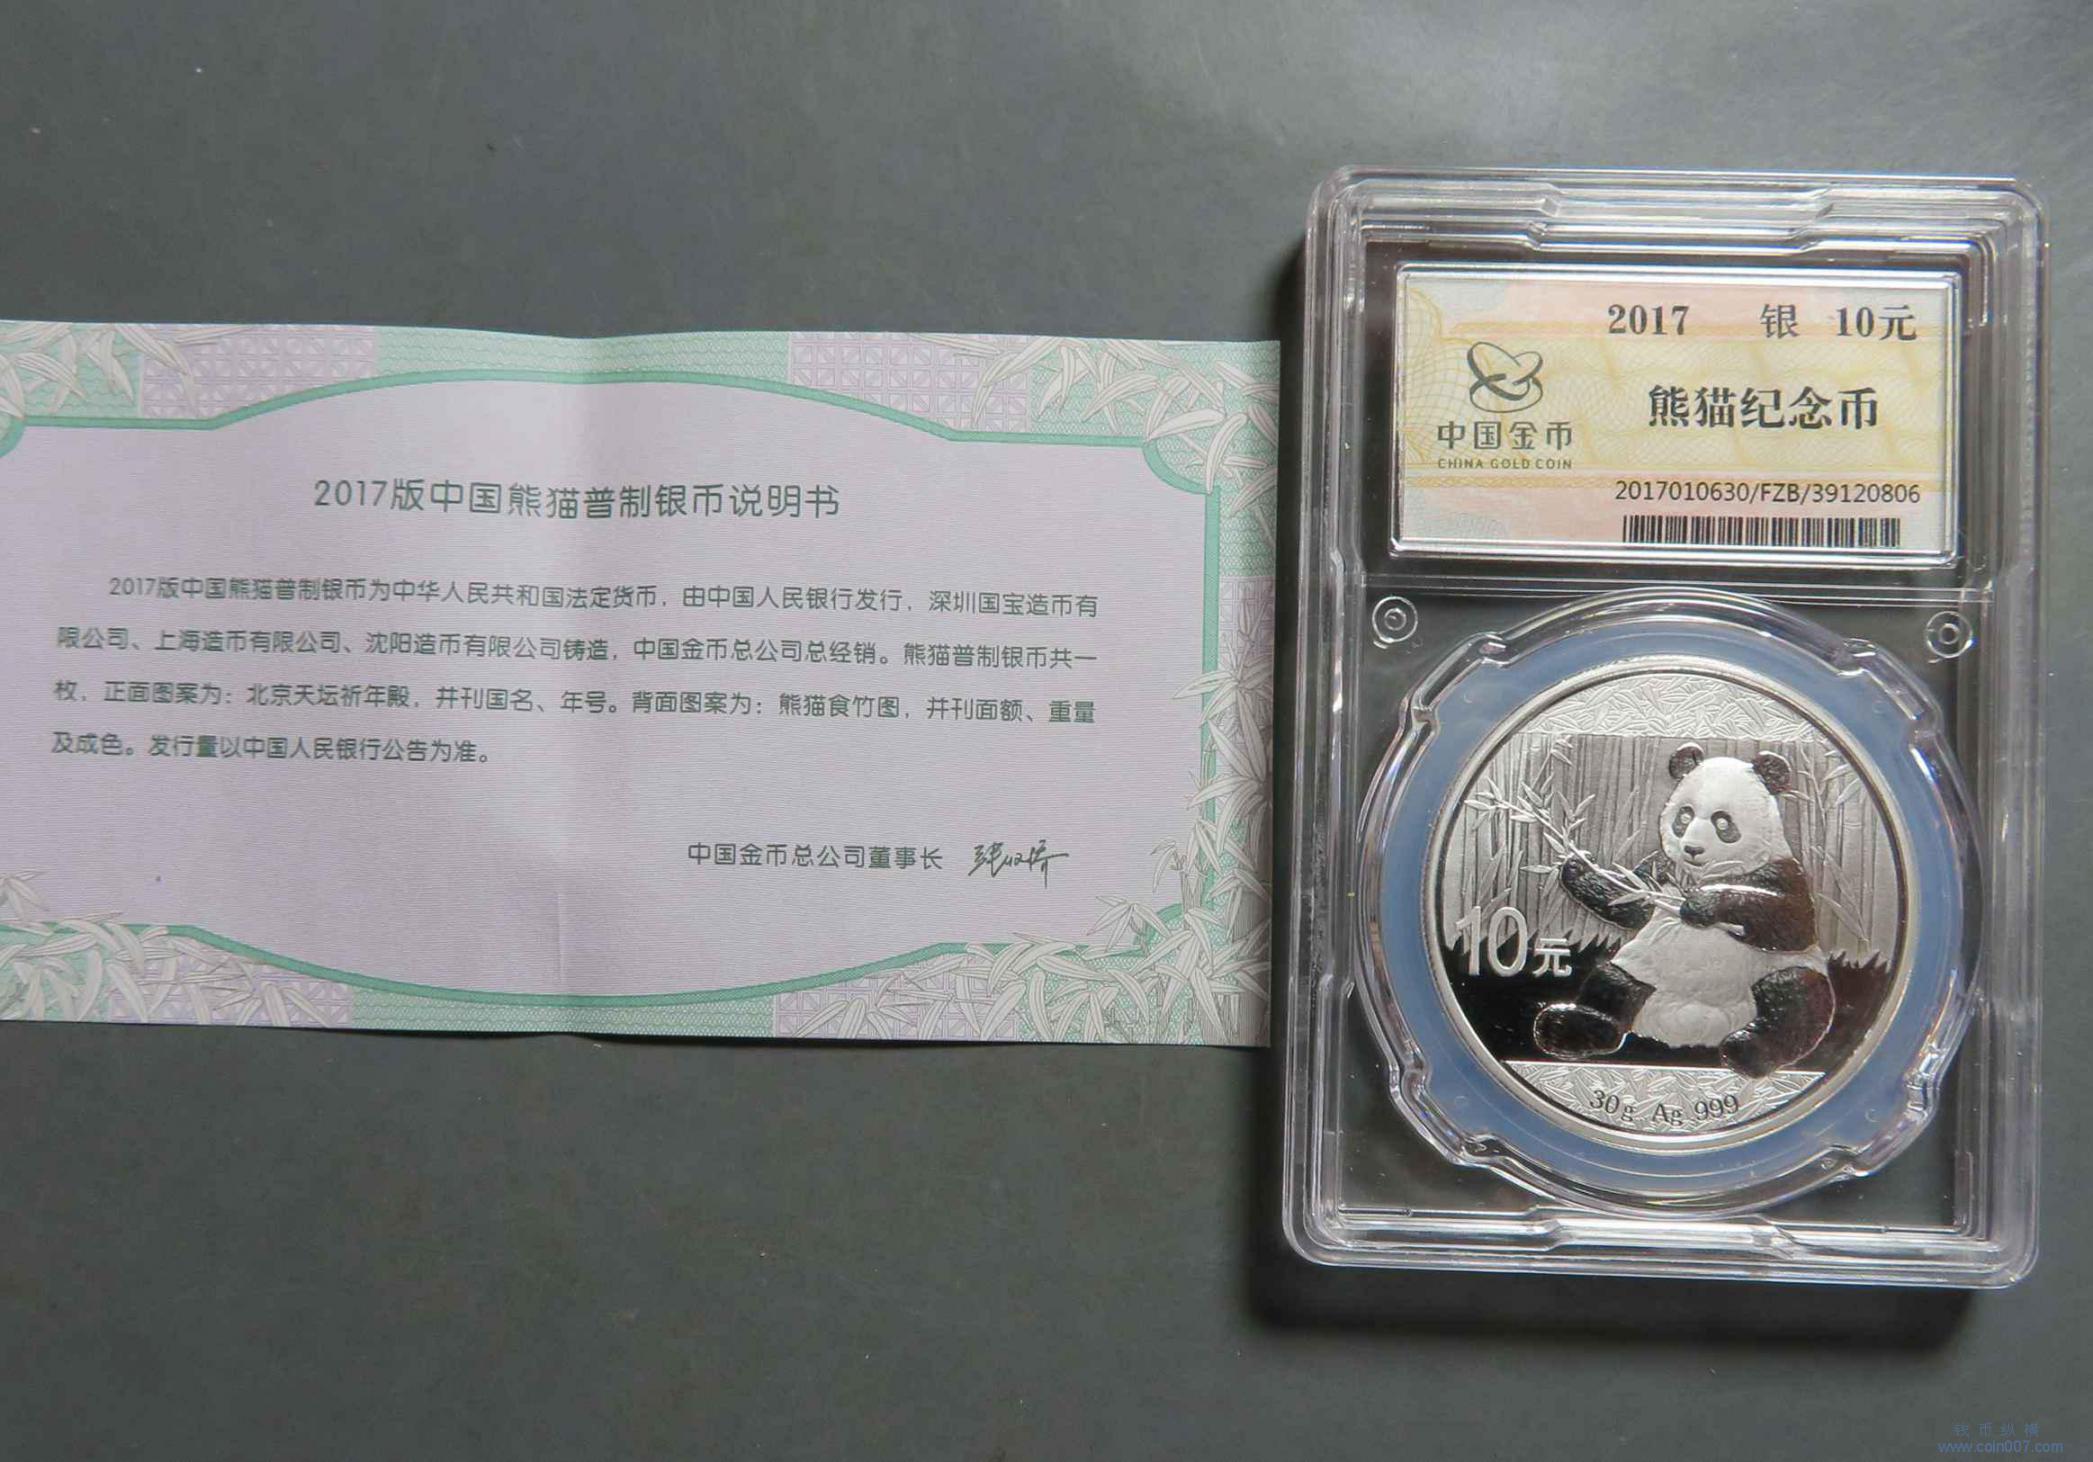 2017版中国熊猫普制银币说明书
2017版中国熊猫普制银币为中华人民共和国法定货币，由中国人民银行发行，深圳国宝造币有
限公司、上海造币有限公司、沈阳造币有限公司铸造，中国金币总公司总经销。熊猫普制银币共一
枚，正面图案为：北京天坛祈年殿，并刊国名、年号。背面图案为：熊猫食竹图，并刊面额、重量
及成色。发行量以中国人民银行公告为准。
中国金币总公司董事长
2017 银 10元
熊猫纪念币
中国金币
CHINA GOLD COIN
2017010630/FZB/39120806
10元
30g Ag 999
钱币纵横
www.coin007.com